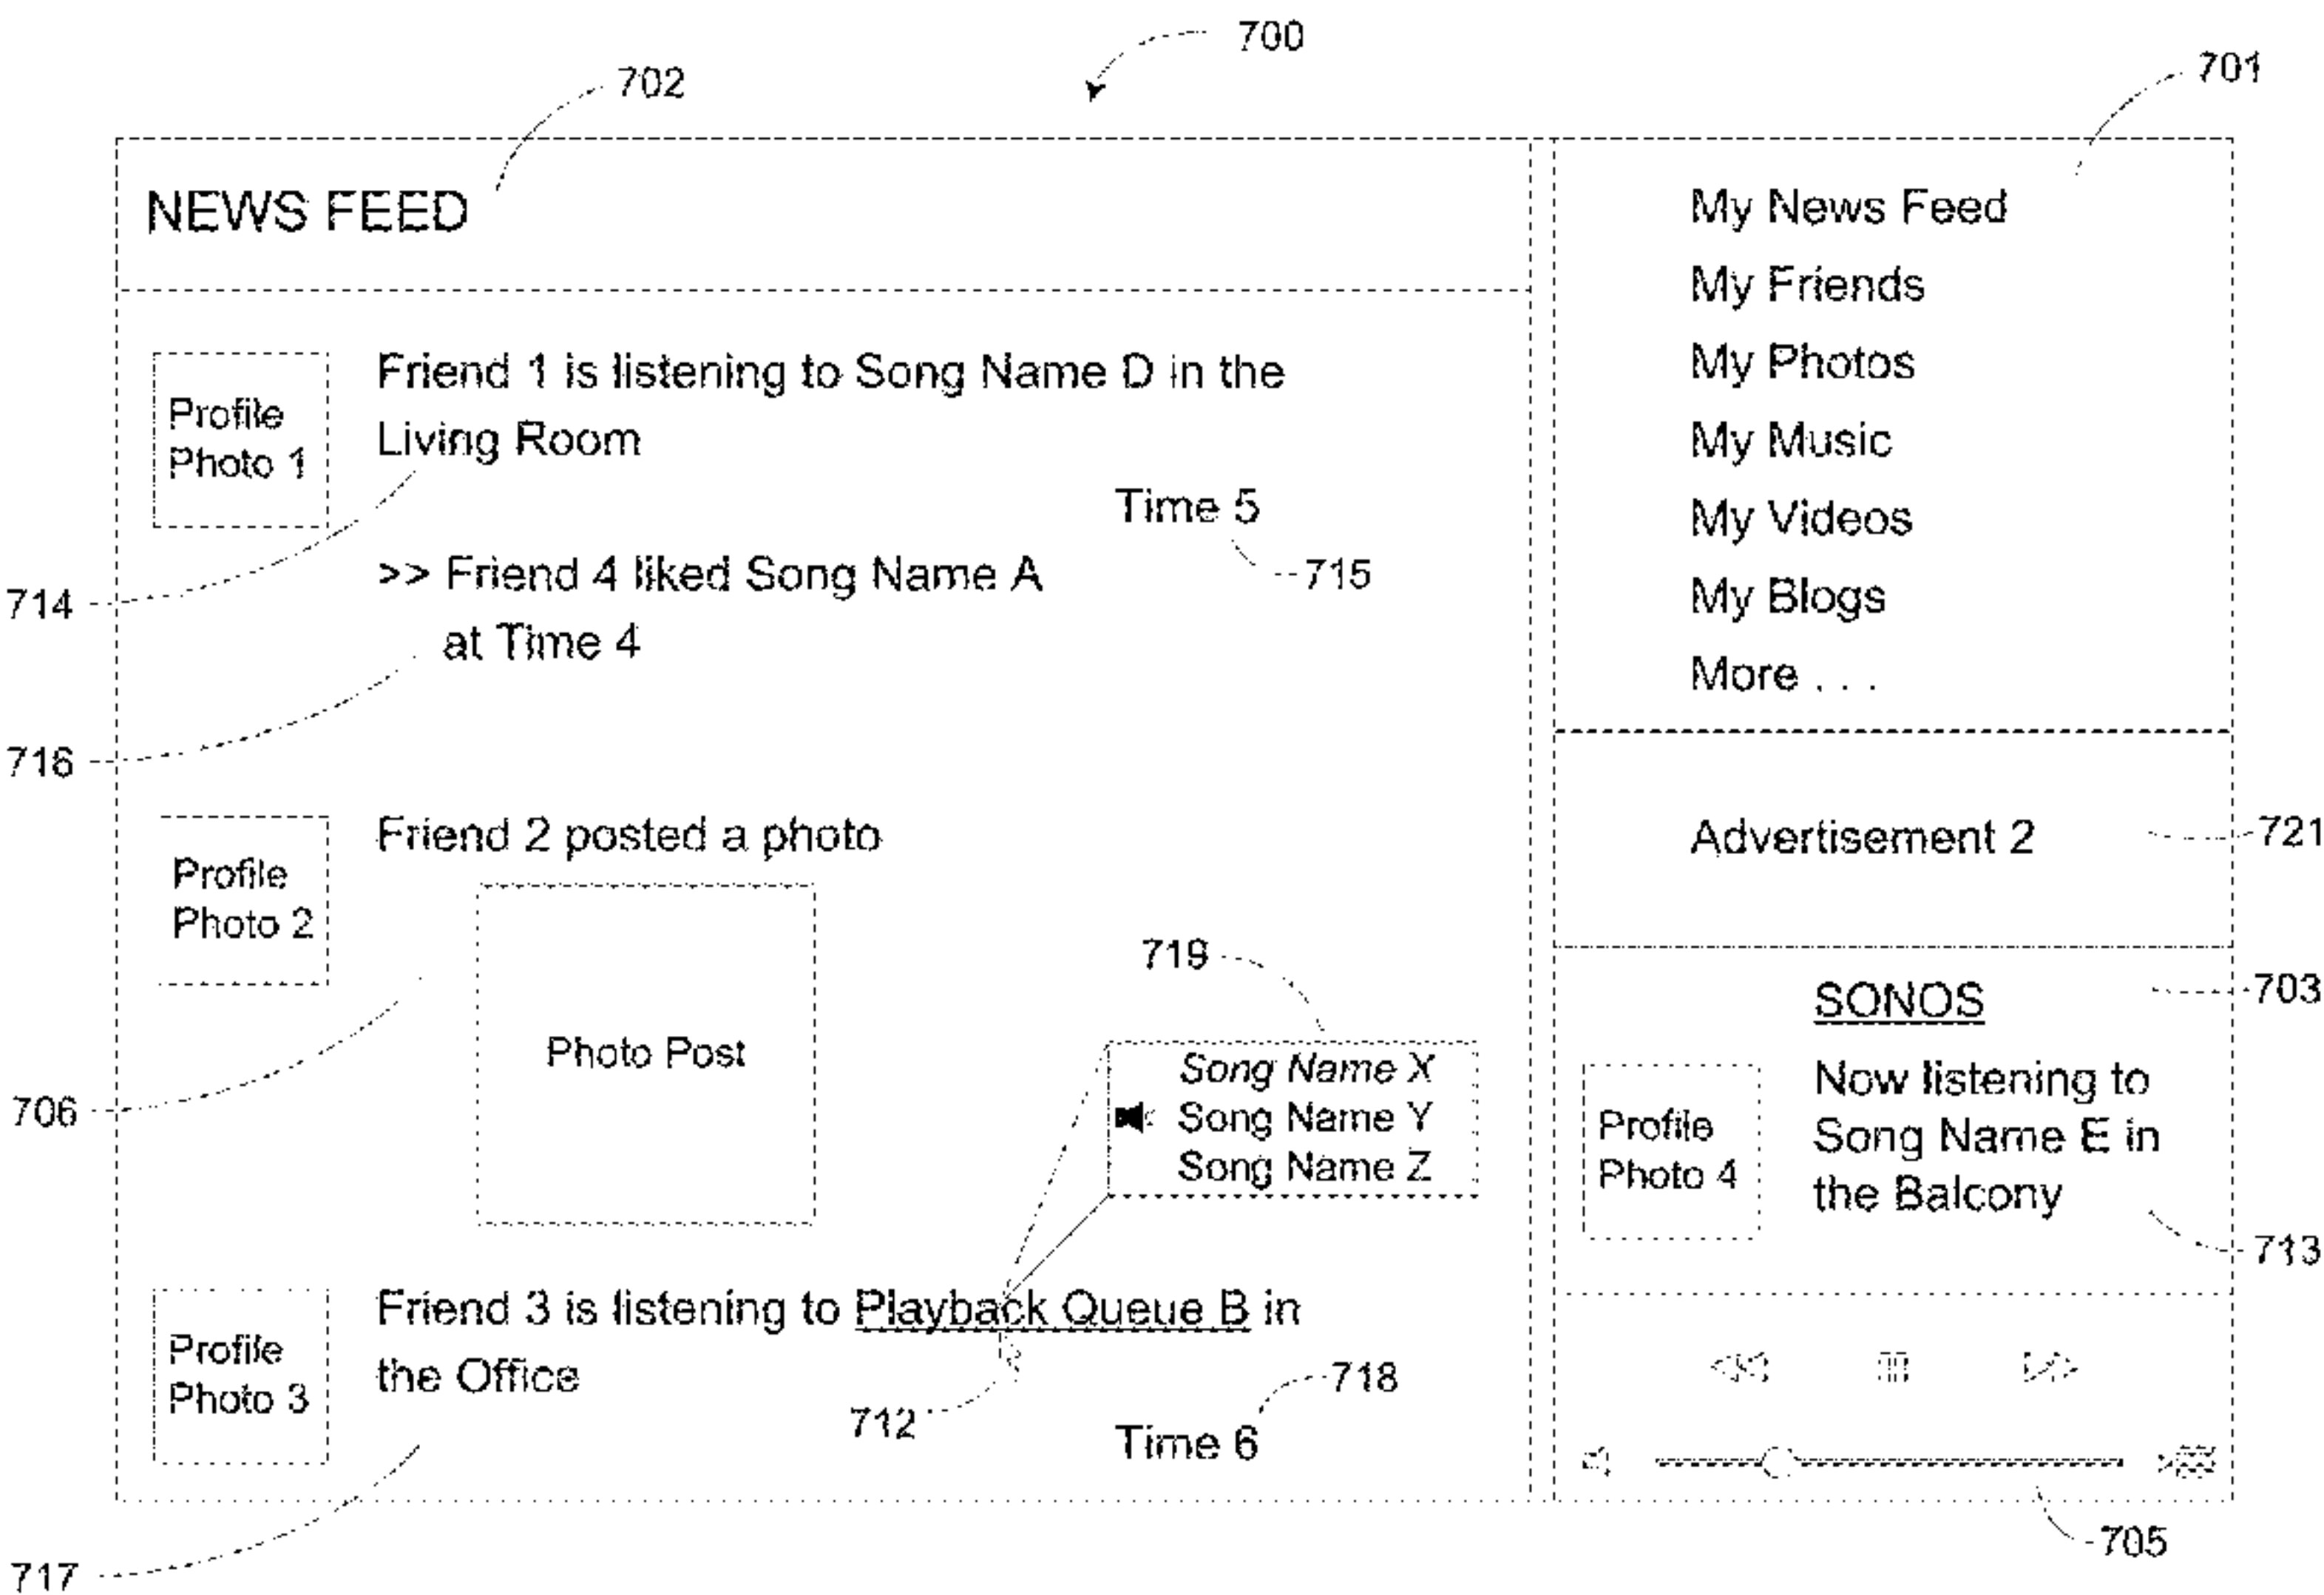 700
702
701
NEWS FEED
Profile
Photo 1
Friend 1 is listening to Song Name D in the
Living Room
Time 5
715
714
>> Friend 4 liked Song Name A
at Time 4
716
Profile
Photo 2
Friend 2 posted a photo
Photo Post
706
719
Song Name X
Song Name Y
Song Name Z
Profile
Photo 3
Friend 3 is listening to Playback Queue B in
the Office
712
718
Time 6
717
My News Feed
My Friends
My Photos
My Music
My Videos
My Blogs
More . . .
Advertisement 2
721
SONOS
703
Profile
Photo 4
Now listening to
Song Name E in
the Balcony
713
705